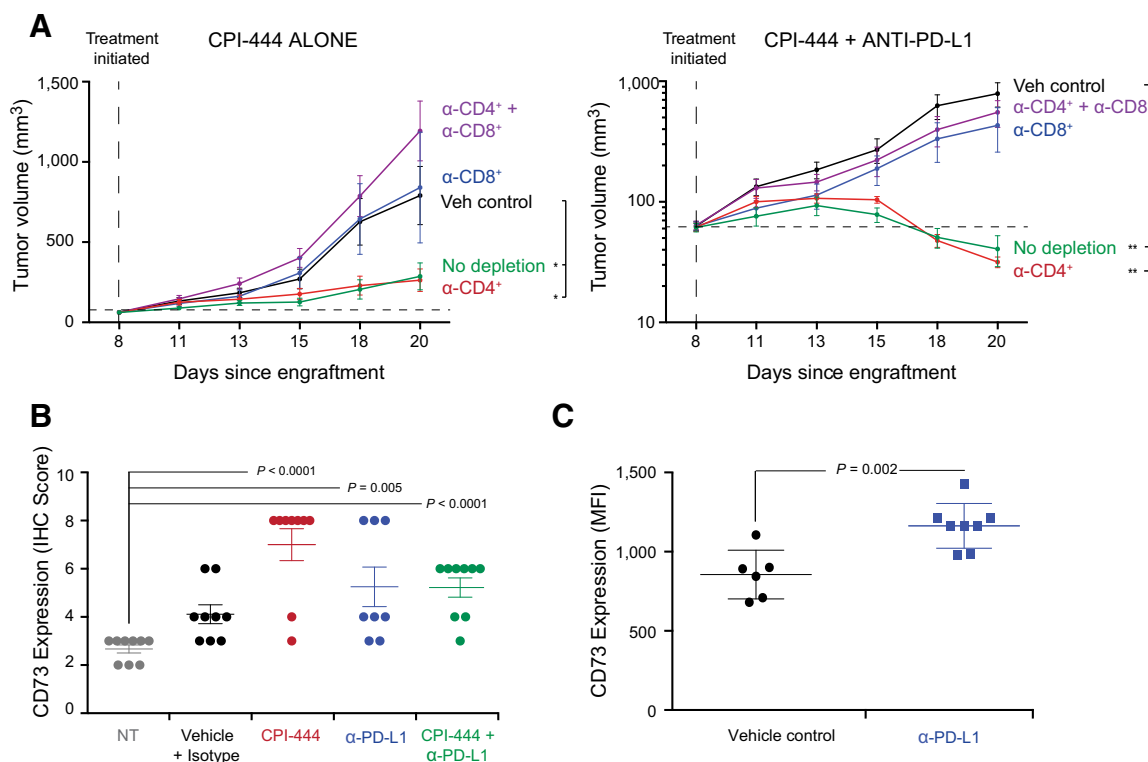 A
Treatment
initiated
CPI-444 ALONE
1,500
1,000
500
0
Tumor volume (mm3)
α-CD4+ +
α-CD8+
α-CD8+
Veh control
No depletion
*
α-CD4+
*
8 11 13 15 18 20
Days since engraftment
Treatment
initiated
CPI-444 + ANTI-PD-L1
1,000
100
10
Tumor volume (mm3)
Veh control
α-CD4+ + α-CD8
α-CD8+
No depletion **
α-CD4+ **
8 11 13 15 18 20
Days since engraftment
B
CD73 Expression (IHC Score)
10
8
6
4
2
0
P < 0.0001
P = 0.005
P < 0.0001
NT
Vehicle
+ Isotype
CPI-444
α-PD-L1
CPI-444 +
α-PD-L1
C
CD73 Expression (MFI)
1,500
1,000
500
0
P = 0.002
Vehicle control
α-PD-L1